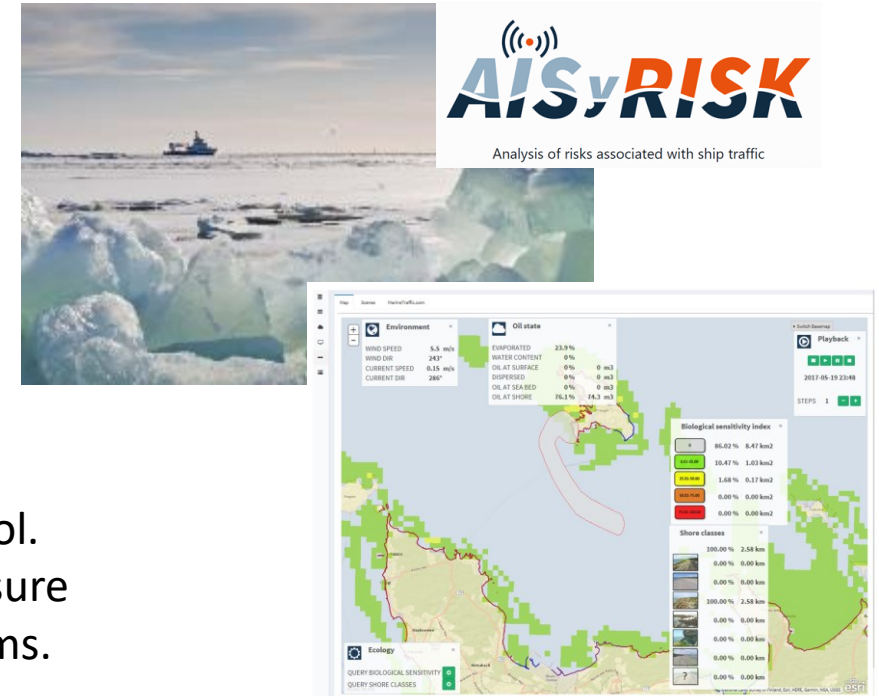 AISyRISK
Analysis of risks associated with ship traffic
Map Scenes MarineTraffic.com
+
−
Environment
WIND SPEED 5.5 m/s
WIND DIR 243°
CURRENT SPEED 0.15 m/s
CURRENT DIR 286°
Oil state
EVAPORATED 23.9%
WATER CONTENT 0%
OIL AT SURFACE 0% 0 m3
DISPERSED 0% 0 m3
OIL AT SEA BED 0% 0 m3
OIL AT SHORE 76.1% 74.3 m3
Switch Basemap
Playback
2017-05-19 23:48
STEPS 1 − +
Biological sensitivity index
0 86.02 % 8.47 km2
10.47 % 1.03 km2
1.68 % 0.17 km2
0.00 % 0.00 km2
0.00 % 0.00 km2
Shore classes
100.00 % 2.58 km
0.00 % 0.00 km
0.00 % 0.00 km
100.00 % 2.58 km
0.00 % 0.00 km
0.00 % 0.00 km
0.00 % 0.00 km
? 0.00 % 0.00 km
Ecology
QUERY BIOLOGICAL SENSITIVITY
QUERY SHORE CLASSES
esri
ol.
sure
ms.